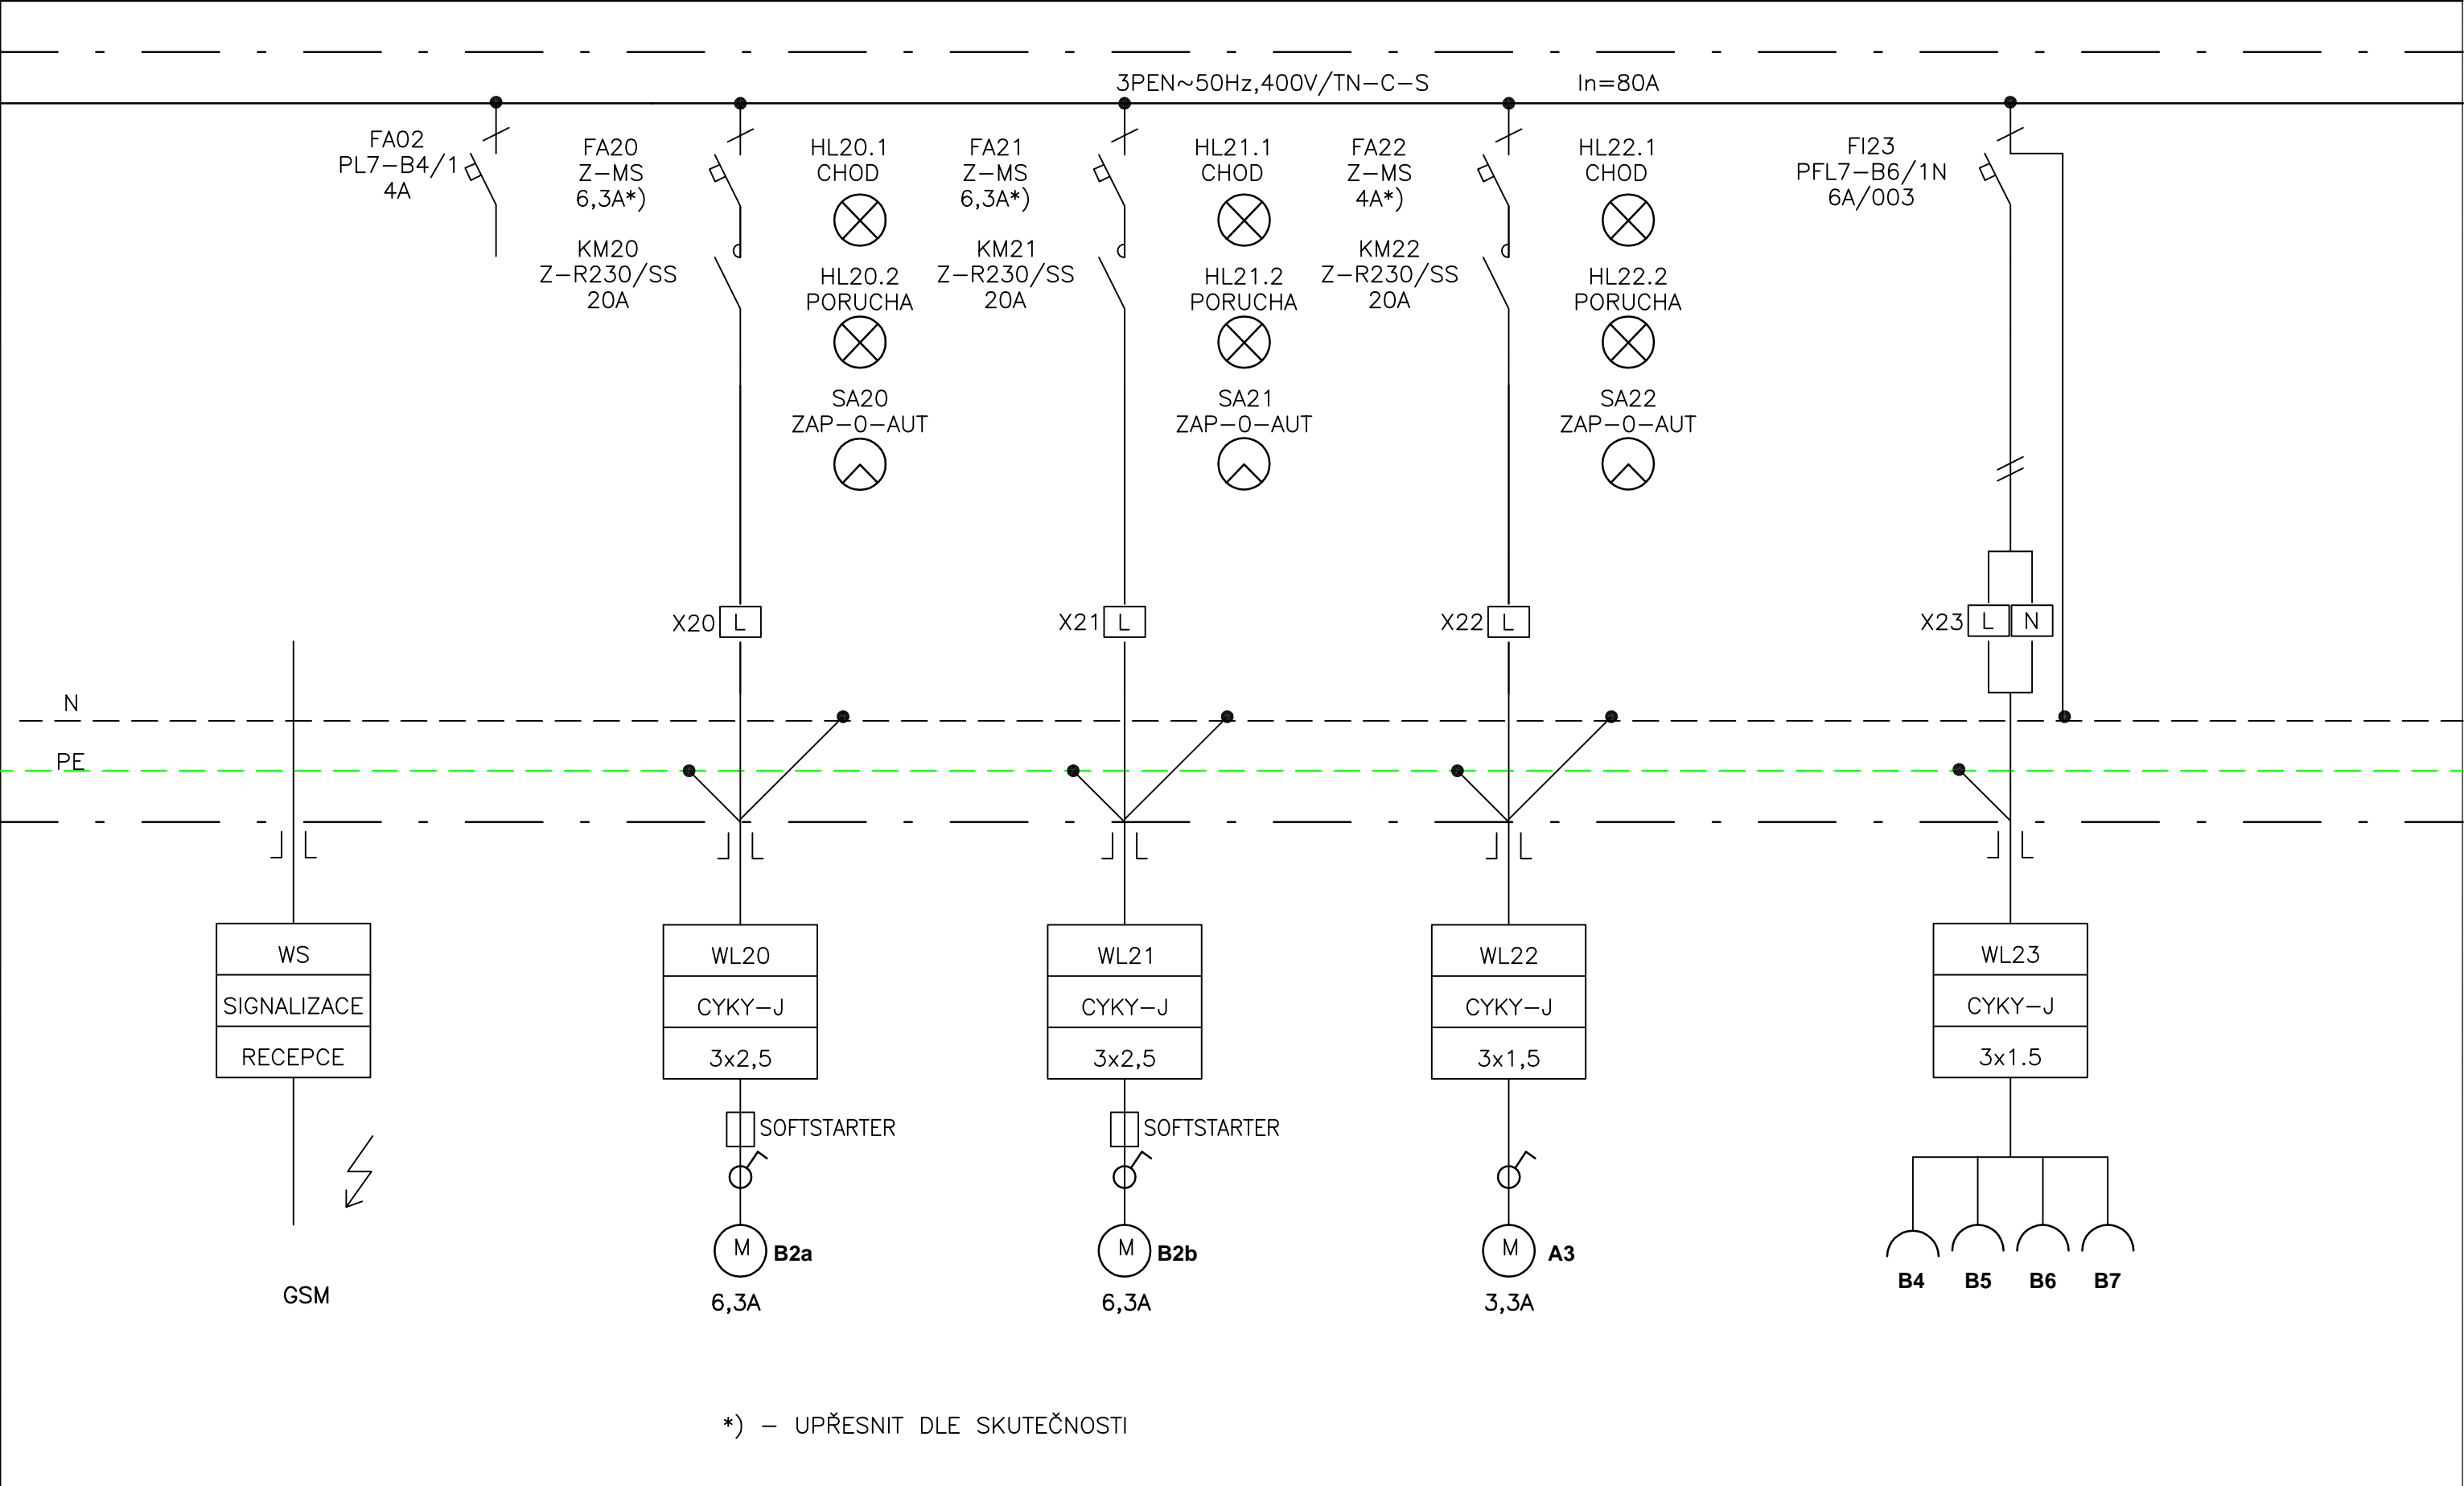 3PEN~50Hz,400V/TN-C-S
In=80A
FA02
PL7-B4/1
4A
FA20
Z-MS
6,3A*)
KM20
Z-R230/SS
20A
HL20.1
CHOD
HL20.2
PORUCHA
SA20
ZAP-0-AUT
FA21
Z-MS
6,3A*)
KM21
Z-R230/SS
20A
HL21.1
CHOD
HL21.2
PORUCHA
SA21
ZAP-0-AUT
FA22
Z-MS
4A*)
KM22
Z-R230/SS
20A
HL22.1
CHOD
HL22.2
PORUCHA
SA22
ZAP-0-AUT
FI23
PFL7-B6/1N
6A/003
X20 L
X21 L
X22 L
X23 L N
N
PE
WS
SIGNALIZACE
RECEPCE
GSM
WL20
CYKY-J
3x2,5
SOFTSTARTER
M B2a
6,3A
WL21
CYKY-J
3x2,5
SOFTSTARTER
M B2b
6,3A
WL22
CYKY-J
3x1,5
M A3
3,3A
WL23
CYKY-J
3x1.5
B4 B5 B6 B7
*) - UPŘESNIT DLE SKUTEČNOSTI